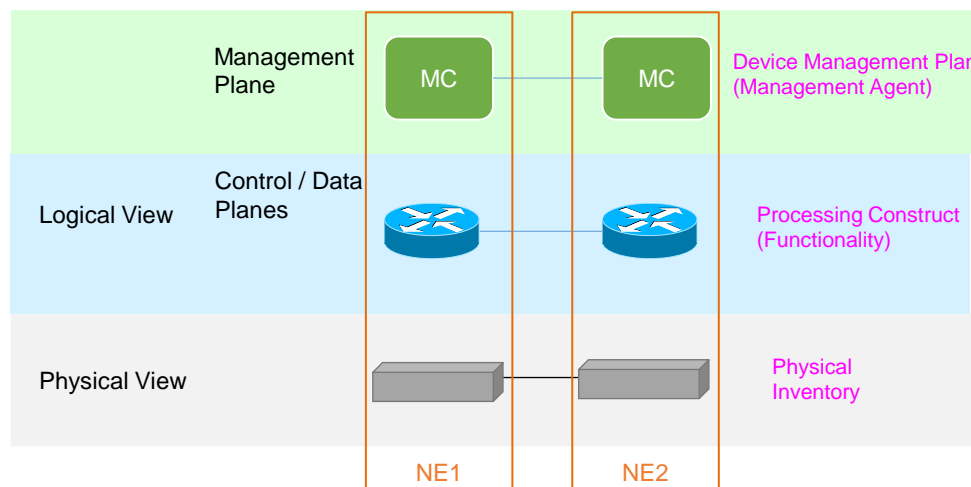 Management
Plane
MC
MC
Device Management Plan
(Management Agent)
Control / Data
Planes
Logical View
Processing Construct
(Functionality)
Physical View
Physical
Inventory
NE1
NE2